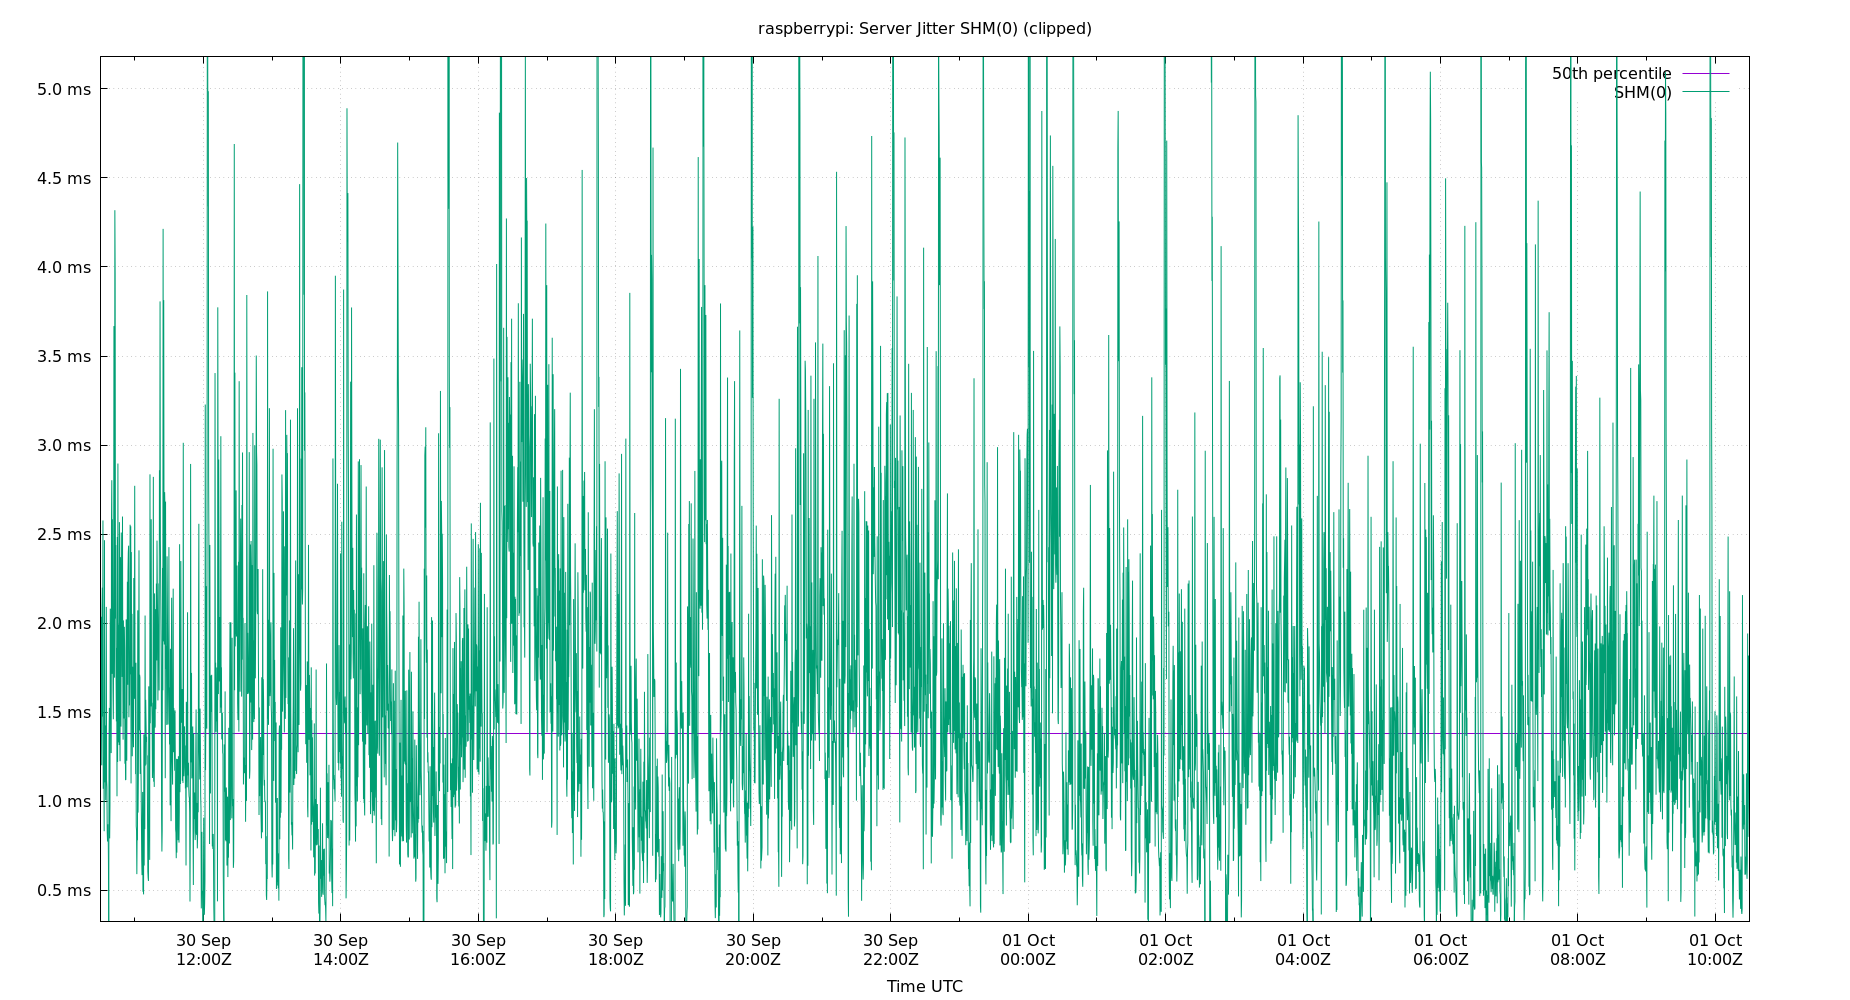 raspberrypi: Server Jitter SHM(0) (clipped)
50th percentile
SHM(0)
5.0 ms
4.5 ms
4.0 ms
3.5 ms
3.0 ms
2.5 ms
2.0 ms
1.5 ms
1.0 ms
0.5 ms
30 Sep 30 Sep 30 Sep 30 Sep 30 Sep 30 Sep 01 Oct 01 Oct 01 Oct 01 Oct 01 Oct 01 Oct
12:00Z 14:00Z 16:00Z 18:00Z 20:00Z 22:00Z 00:00Z 02:00Z 04:00Z 06:00Z 08:00Z 10:00Z
Time UTC